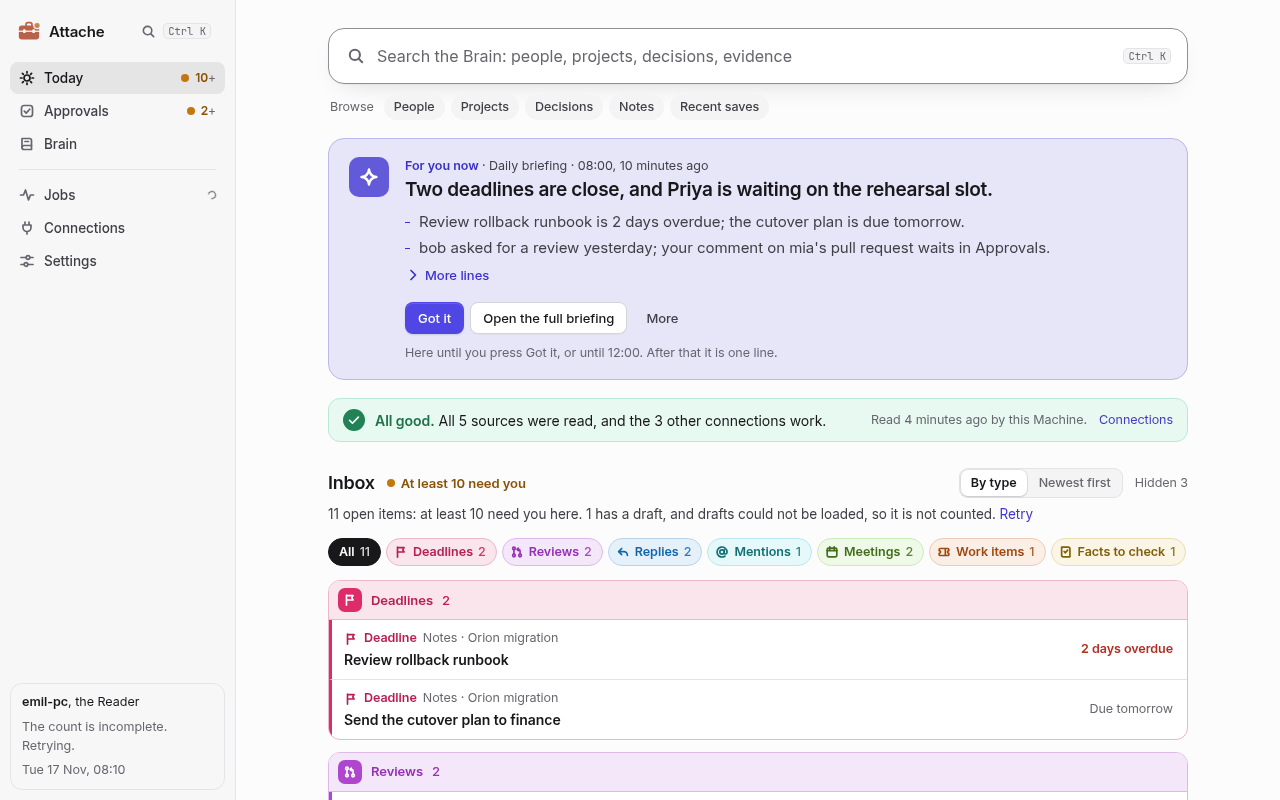 Attache
Ctrl K
Today
10+
Approvals
2+
Brain
Jobs
Connections
Settings
emil-pc, the Reader
The count is incomplete.
Retrying.
Tue 17 Nov, 08:10
Search the Brain: people, projects, decisions, evidence
Ctrl K
Browse People Projects Decisions Notes Recent saves
For you now · Daily briefing · 08:00, 10 minutes ago
Two deadlines are close, and Priya is waiting on the rehearsal slot.
- Review rollback runbook is 2 days overdue; the cutover plan is due tomorrow.
- bob asked for a review yesterday; your comment on mia's pull request waits in Approvals.
More lines
Got it Open the full briefing More
Here until you press Got it, or until 12:00. After that it is one line.
All good. All 5 sources were read, and the 3 other connections work.
Read 4 minutes ago by this Machine. Connections
Inbox At least 10 need you
By type Newest first Hidden 3
11 open items: at least 10 need you here. 1 has a draft, and drafts could not be loaded, so it is not counted. Retry
All 11 Deadlines 2 Reviews 2 Replies 2 Mentions 1 Meetings 2 Work items 1 Facts to check 1
Deadlines 2
Deadline Notes · Orion migration
Review rollback runbook
2 days overdue
Deadline Notes · Orion migration
Send the cutover plan to finance
Due tomorrow
Reviews 2